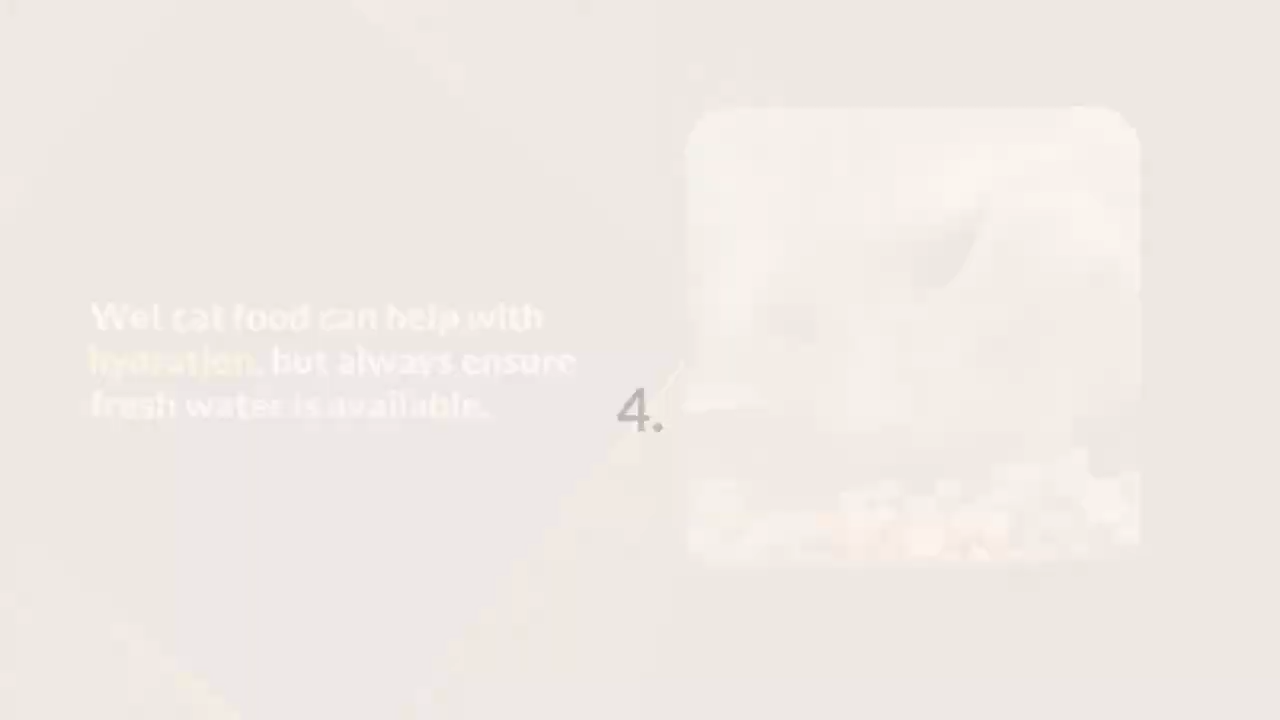 Wet cat food can help with
hydration, but always ensure
fresh water is available.
4.